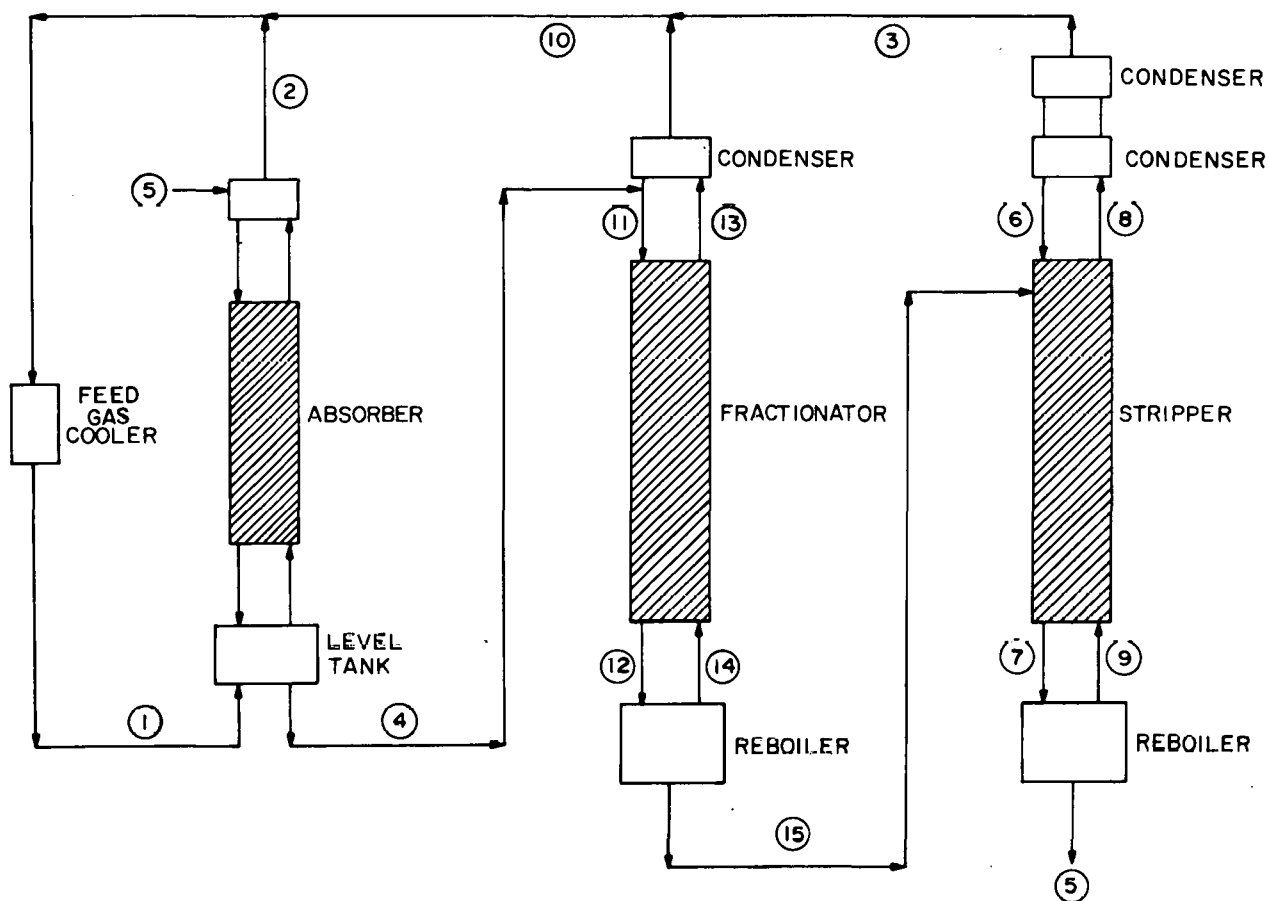 10
3
CONDENSER
2
CONDENSER
CONDENSER
5
11
13
6
8
FEED
GAS
COOLER
ABSORBER
FRACTIONATOR
STRIPPER
LEVEL
TANK
12
14
7
9
1
4
REBOILER
REBOILER
15
5